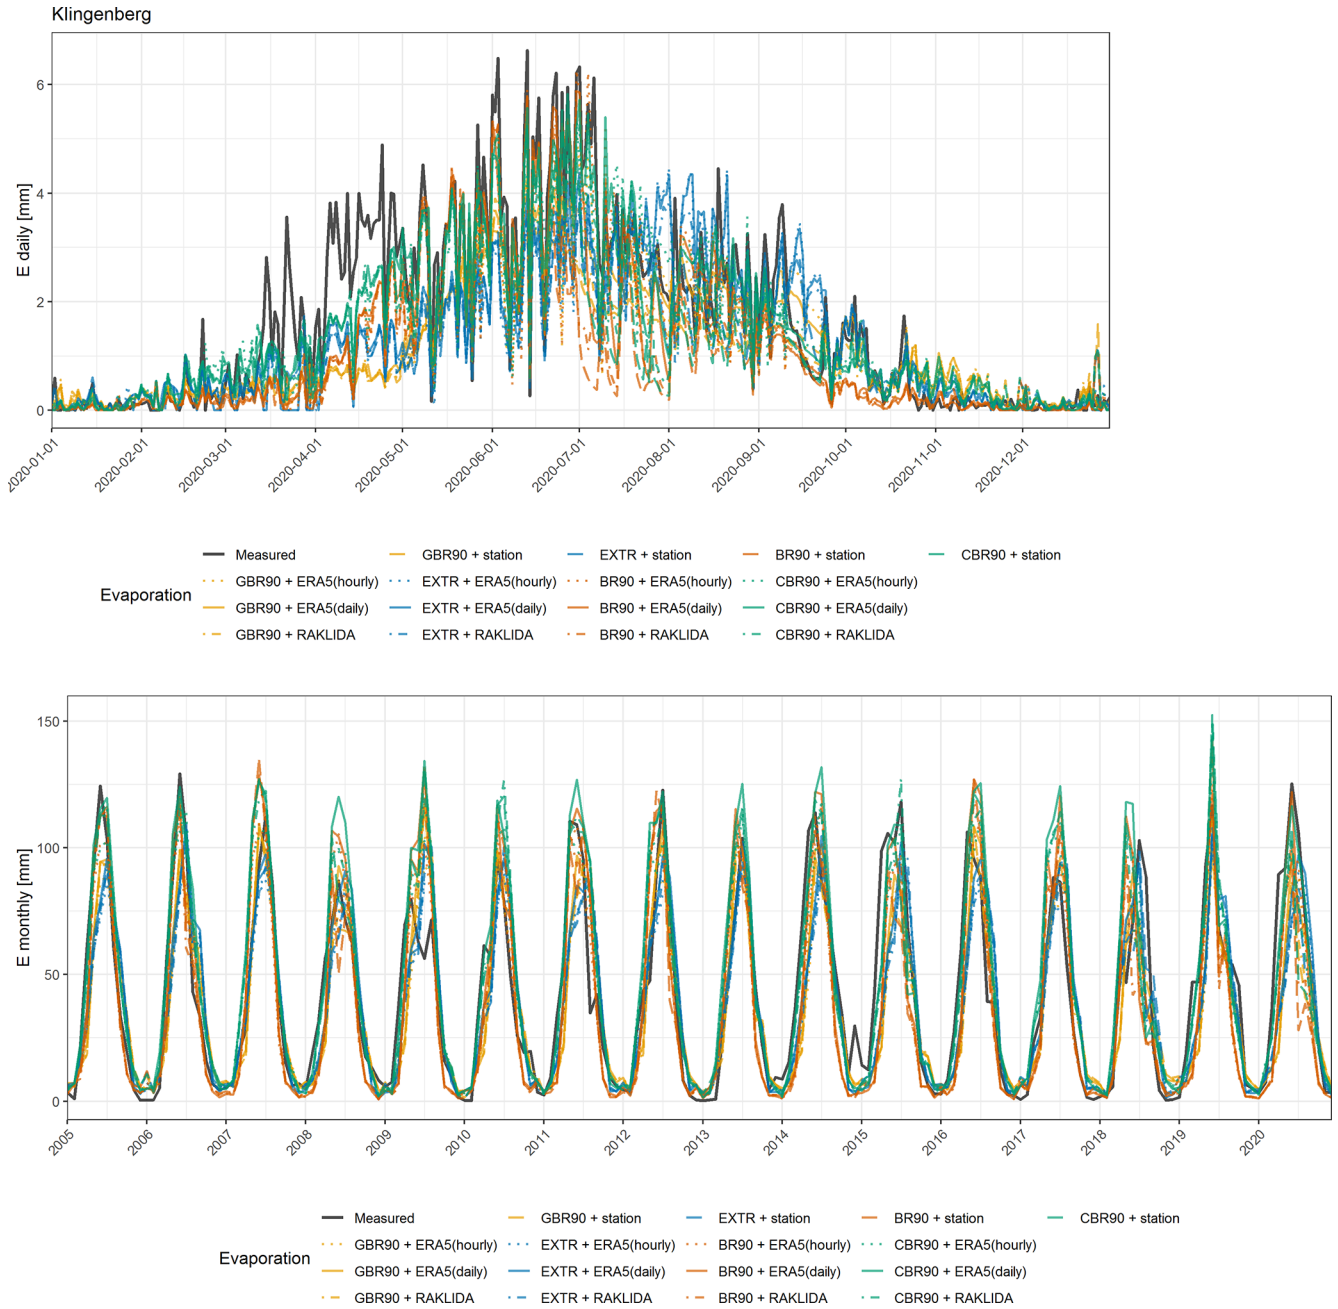 Klingenberg
E daily [mm]
6
4
2
0
2020-01-01
2020-02-01
2020-03-01
2020-04-01
2020-05-01
2020-06-01
2020-07-01
2020-08-01
2020-09-01
2020-10-01
2020-11-01
2020-12-01
Evaporation
Measured GBR90 + station EXTR + station BR90 + station CBR90 + station
GBR90 + ERA5(hourly) EXTR + ERA5(hourly) BR90 + ERA5(hourly) CBR90 + ERA5(hourly)
GBR90 + ERA5(daily) EXTR + ERA5(daily) BR90 + ERA5(daily) CBR90 + ERA5(daily)
GBR90 + RAKLIDA EXTR + RAKLIDA BR90 + RAKLIDA CBR90 + RAKLIDA
E monthly [mm]
150
100
50
0
2005
2006
2007
2008
2009
2010
2011
2012
2013
2014
2015
2016
2017
2018
2019
2020
Evaporation
Measured GBR90 + station EXTR + station BR90 + station CBR90 + station
GBR90 + ERA5(hourly) EXTR + ERA5(hourly) BR90 + ERA5(hourly) CBR90 + ERA5(hourly)
GBR90 + ERA5(daily) EXTR + ERA5(daily) BR90 + ERA5(daily) CBR90 + ERA5(daily)
GBR90 + RAKLIDA EXTR + RAKLIDA BR90 + RAKLIDA CBR90 + RAKLIDA